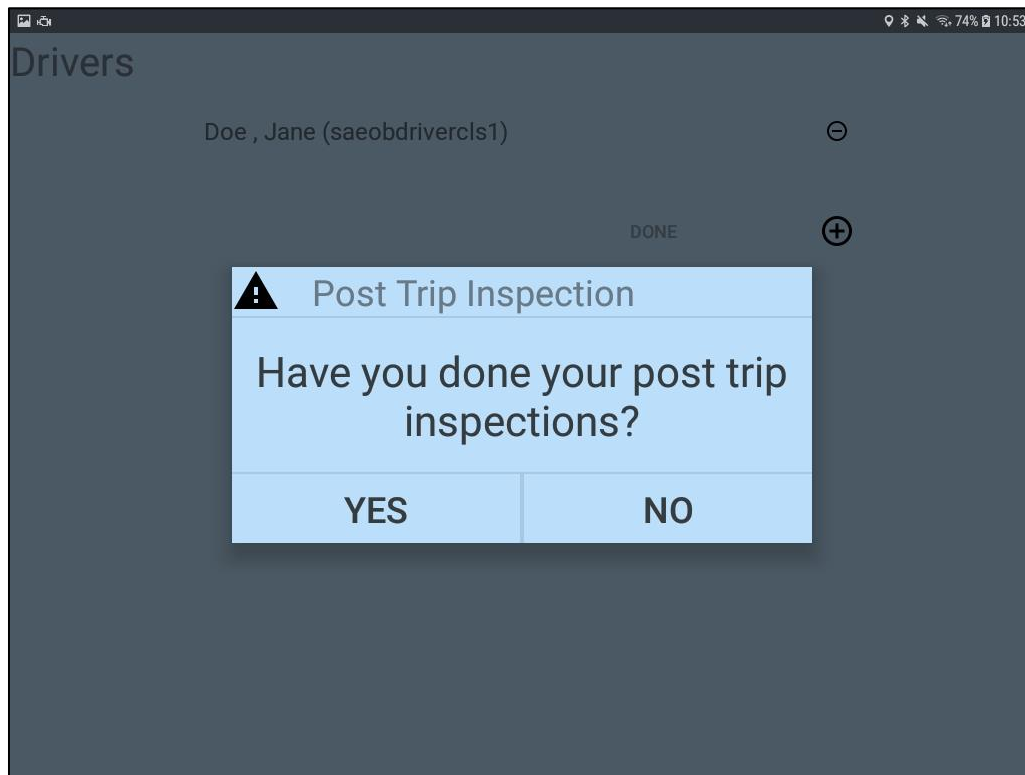 74% 10:53
Drivers
Doe , Jane (saeobdrivercls1)
DONE
Post Trip Inspection
Have you done your post trip
inspections?
YES NO